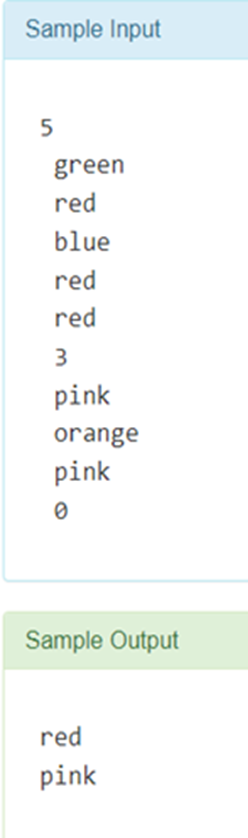 Sample Input
5
green
red
blue
red
red
3
pink
orange
pink
0
Sample Output
red
pink